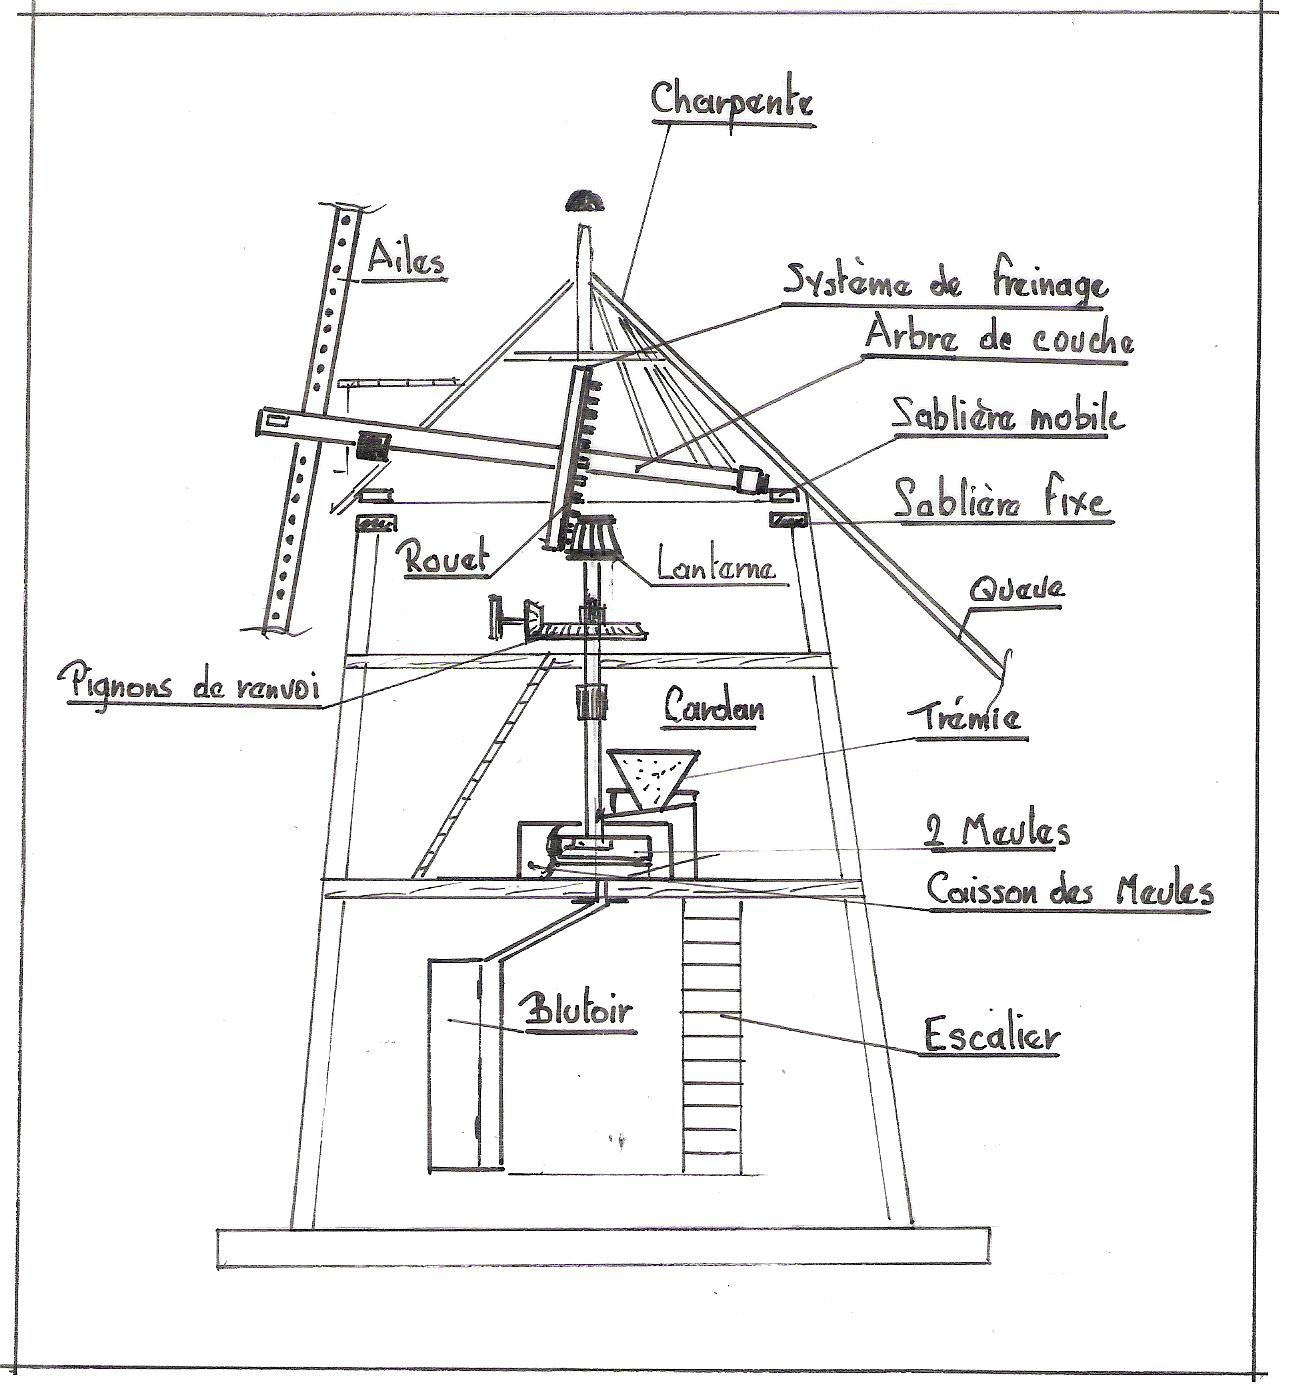 Charpente
Ailes
Système de freinage
Arbre de couche
Sablière mobile
Sablière fixe
Rouet
Lanterne
Queue
Pignons de renvoi
Cardan
Trémie
2 Meules
Caisson des Meules
Blutoir
Escalier